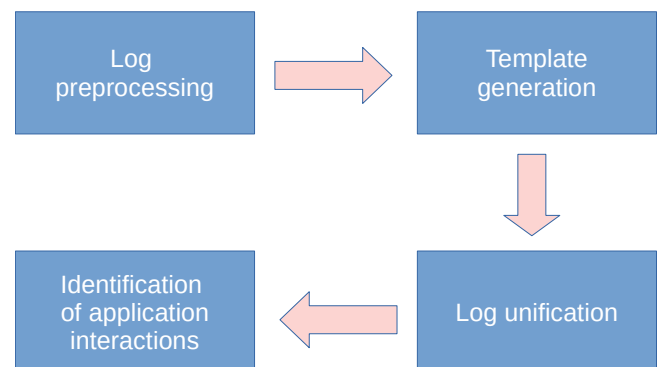 Log
preprocessing
Template
generation
Log unification
Identification
of application
interactions